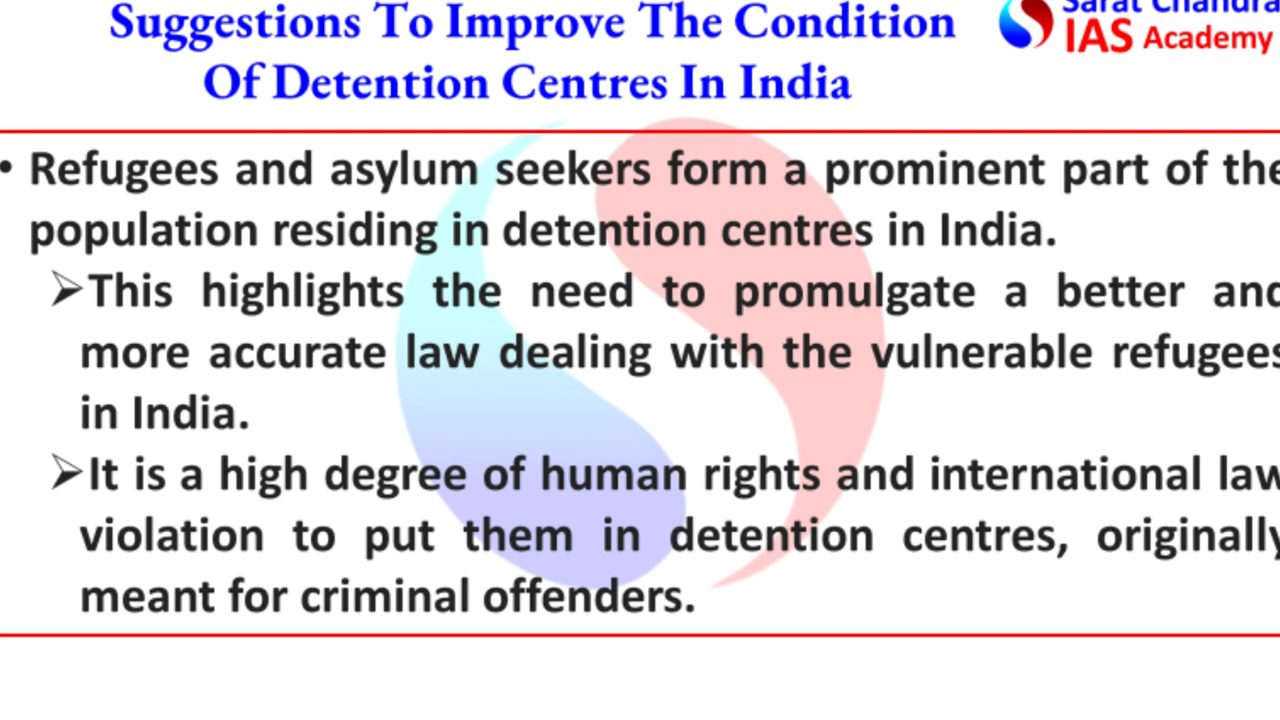 Suggestions To Improve The Condition
Of Detention Centres In India
Sarat Chandra
IAS Academy
• Refugees and asylum seekers form a prominent part of the
population residing in detention centres in India.
➢This highlights the need to promulgate a better and
more accurate law dealing with the vulnerable refugees
in India.
➢It is a high degree of human rights and international law
violation to put them in detention centres, originally
meant for criminal offenders.